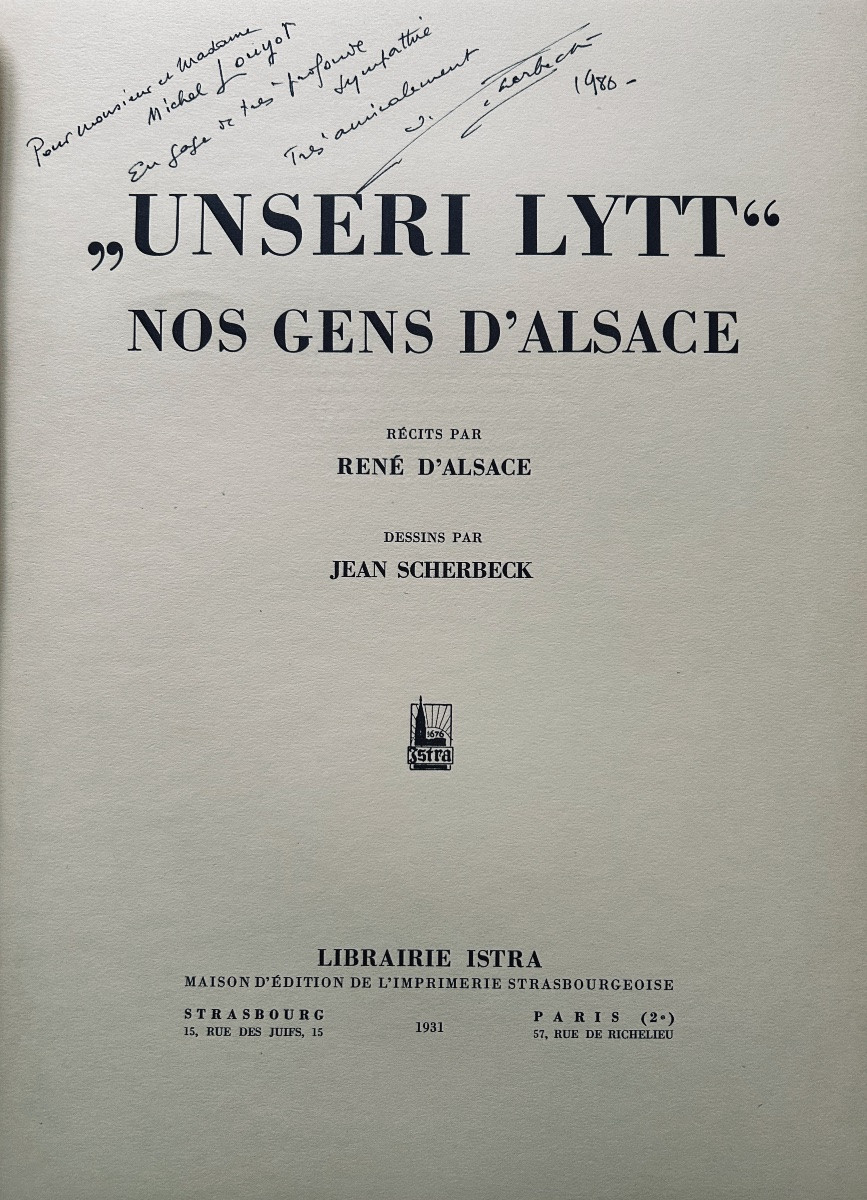 Pour monsieur et Madame
Michel Louyot
En gage de très profonde
sympathie
Très amicalement
J. Scherbeck
1980 -
„UNSERI LYTT“
NOS GENS D’ALSACE
RÉCITS PAR
RENÉ D’ALSACE
DESSINS PAR
JEAN SCHERBECK
1676
Istra
LIBRAIRIE ISTRA
MAISON D’ÉDITION DE L’IMPRIMERIE STRASBOURGEOISE
STRASBOURG
15, RUE DES JUIFS, 15
1931
PARIS (2e)
57, RUE DE RICHELIEU